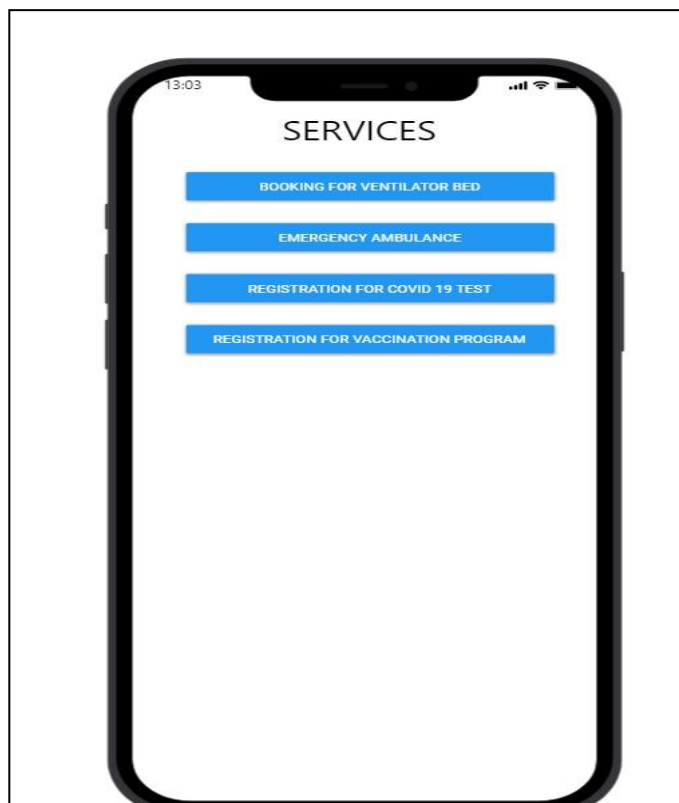 13:03
SERVICES
BOOKING FOR VENTILATOR BED
EMERGENCY AMBULANCE
REGISTRATION FOR COVID 19 TEST
REGISTRATION FOR VACCINATION PROGRAM